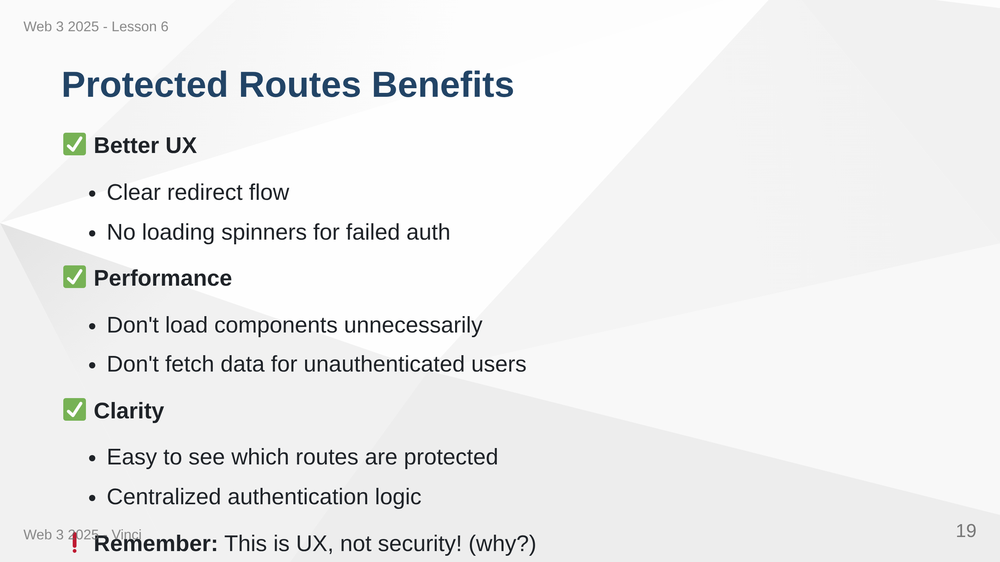 Web 3 2025 - Lesson 6
Protected Routes Benefits
✅ Better UX
• Clear redirect flow
• No loading spinners for failed auth
✅ Performance
• Don't load components unnecessarily
• Don't fetch data for unauthenticated users
✅ Clarity
• Easy to see which routes are protected
• Centralized authentication logic
❗ Remember: This is UX, not security! (why?)
Web 3 2025 - Vinci
19